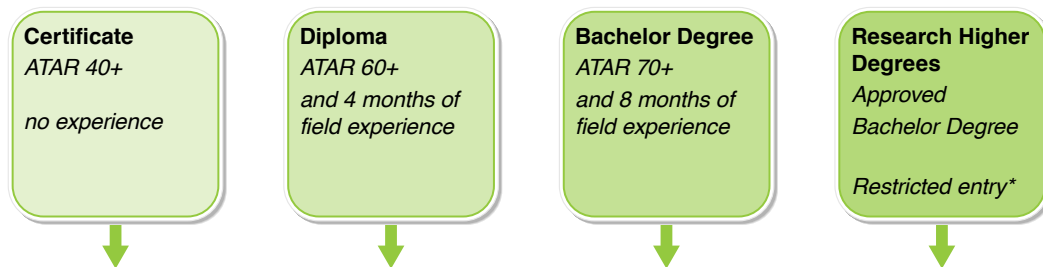 Certificate
ATAR 40+
no experience
Diploma
ATAR 60+
and 4 months of
field experience
Bachelor Degree
ATAR 70+
and 8 months of
field experience
Research Higher
Degrees
Approved
Bachelor Degree
Restricted entry*